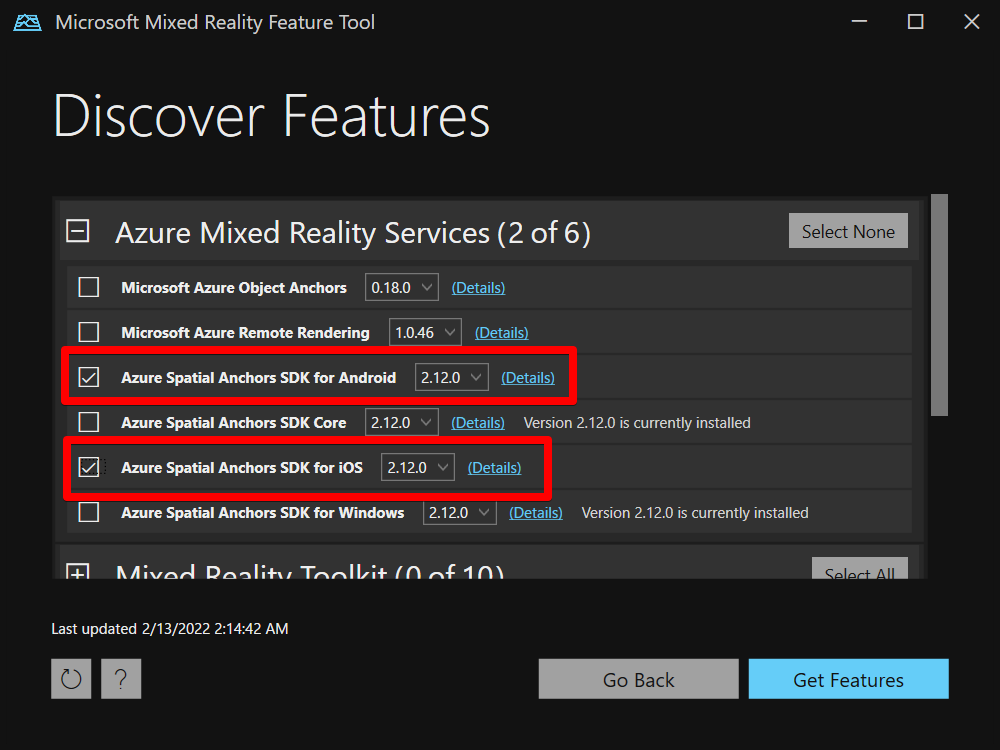 Microsoft Mixed Reality Feature Tool
Discover Features
Azure Mixed Reality Services (2 of 6) Select None
Microsoft Azure Object Anchors 0.18.0 (Details)
Microsoft Azure Remote Rendering 1.0.46 (Details)
Azure Spatial Anchors SDK for Android 2.12.0 (Details)
Azure Spatial Anchors SDK Core 2.12.0 (Details) Version 2.12.0 is currently installed
Azure Spatial Anchors SDK for iOS 2.12.0 (Details)
Azure Spatial Anchors SDK for Windows 2.12.0 (Details) Version 2.12.0 is currently installed
Mixed Reality Toolkit (0 of 10) Select All
Last updated 2/13/2022 2:14:42 AM
? Go Back Get Features